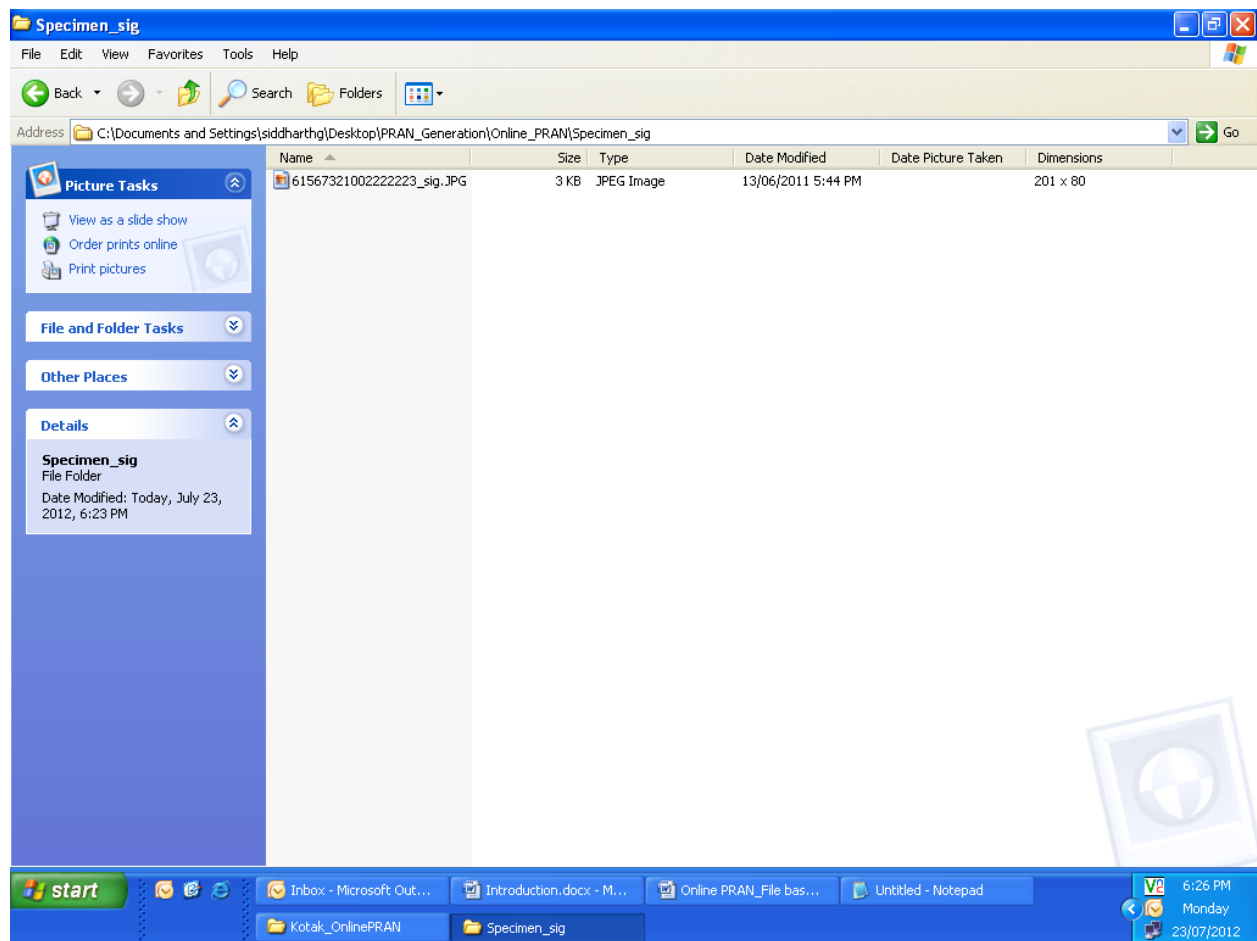 Specimen_sig
File Edit View Favorites Tools Help
Back Search Folders
Address C:\Documents and Settings\siddharthg\Desktop\PRAN_Generation\Online_PRAN\Specimen_sig Go
Picture Tasks
View as a slide show
Order prints online
Print pictures
File and Folder Tasks
Other Places
Details
Specimen_sig
File Folder
Date Modified: Today, July 23,
2012, 6:23 PM
Name Size Type Date Modified Date Picture Taken Dimensions
61567321002222223_sig.JPG 3 KB JPEG Image 13/06/2011 5:44 PM 201 x 80
start Inbox - Microsoft Out... Introduction.docx - M... Online PRAN_File bas... Untitled - Notepad 6:26 PM
Kotak_OnlinePRAN Specimen_sig Monday
23/07/2012